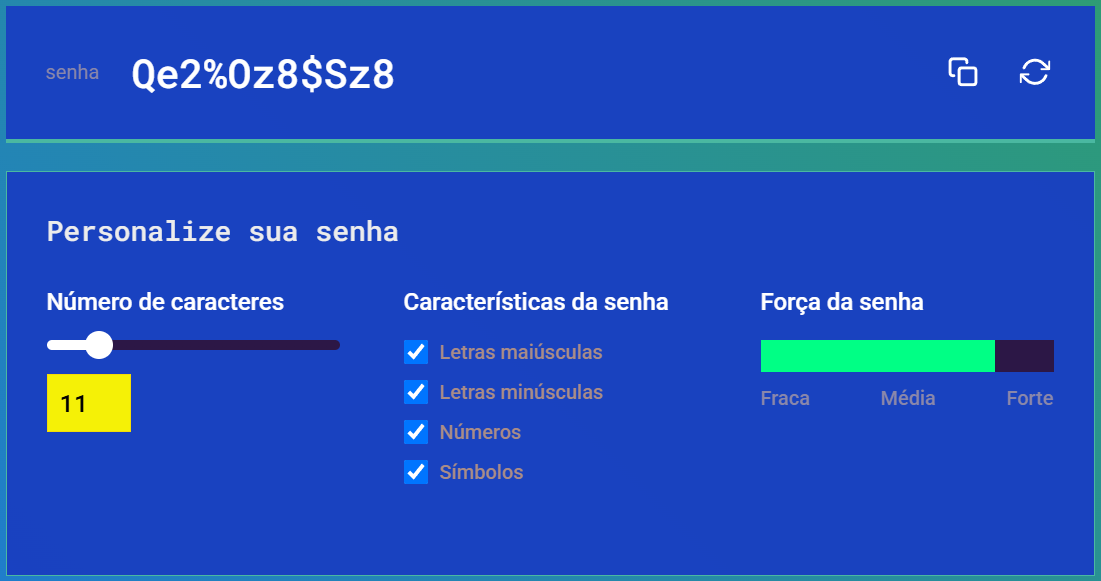 senha
Qe2%Oz8$Sz8
Personalize sua senha
Número de caracteres
11
Características da senha
Letras maiúsculas
Letras minúsculas
Números
Símbolos
Força da senha
Fraca Média Forte